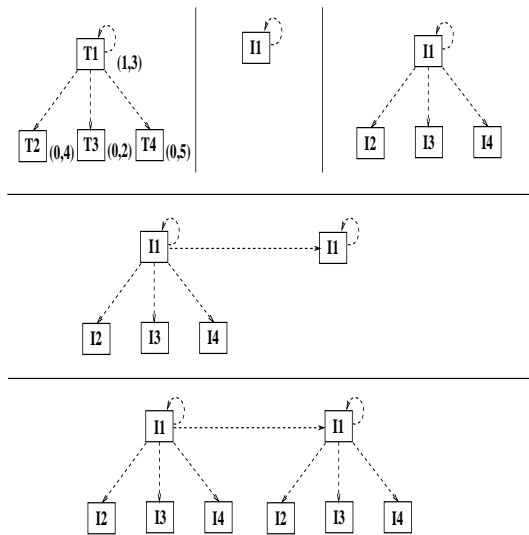 T1 (1,3)
T2 (0,4) T3 (0,2) T4 (0,5)
I1
I1
I2 I3 I4
I1 I1
I2 I3 I4
I1 I1
I2 I3 I4 I2 I3 I4